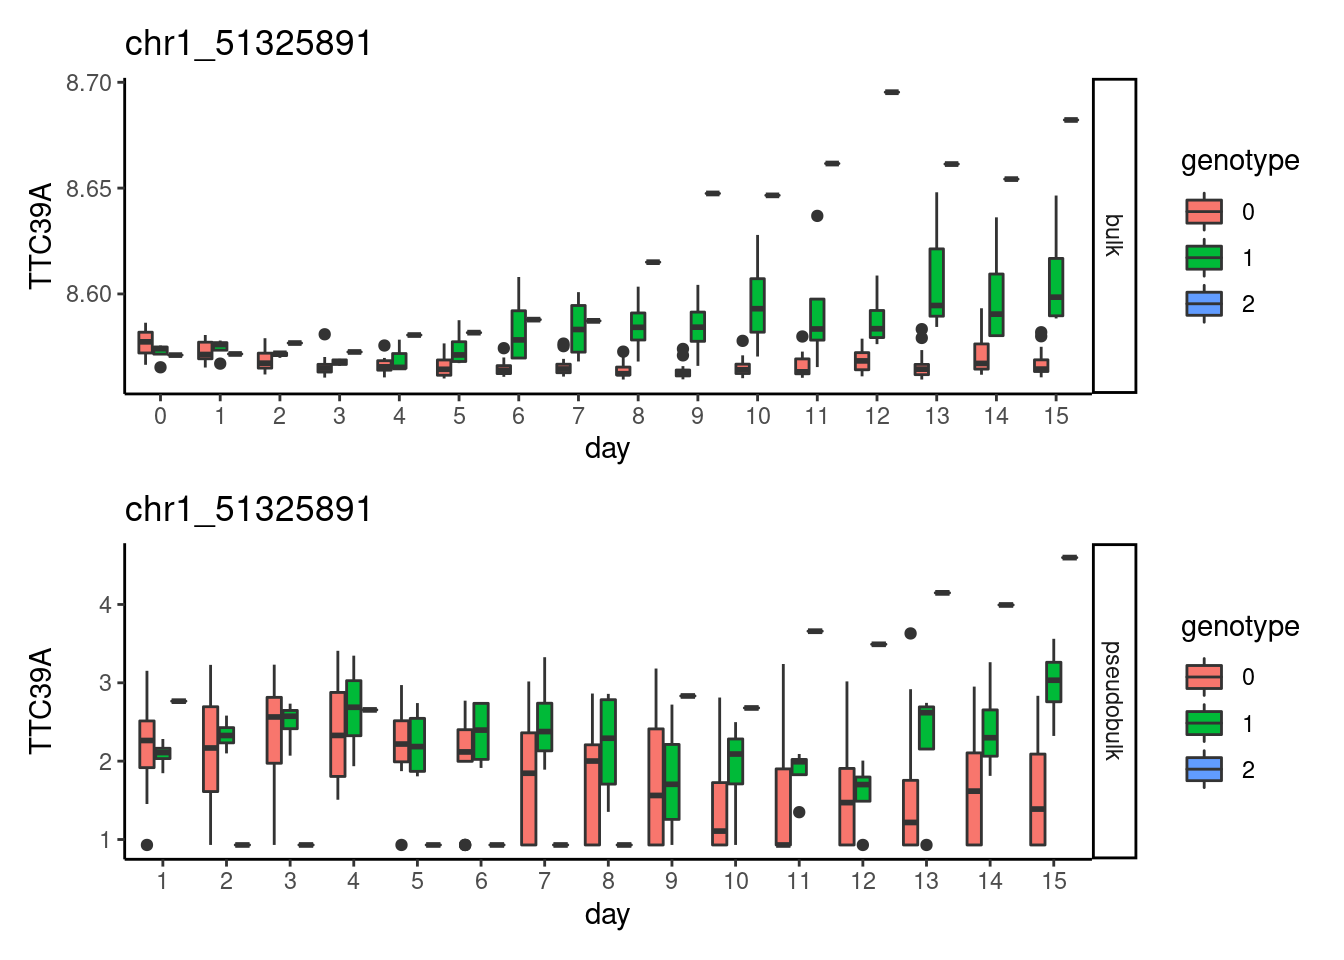 chr1_51325891
8.70
8.65
8.60
TTC39A
0 1 2 3 4 5 6 7 8 9 10 11 12 13 14 15
day
bulk
genotype
0
1
2
chr1_51325891
4
3
2
1
TTC39A
1 2 3 4 5 6 7 8 9 10 11 12 13 14 15
day
pseudobulk
genotype
0
1
2